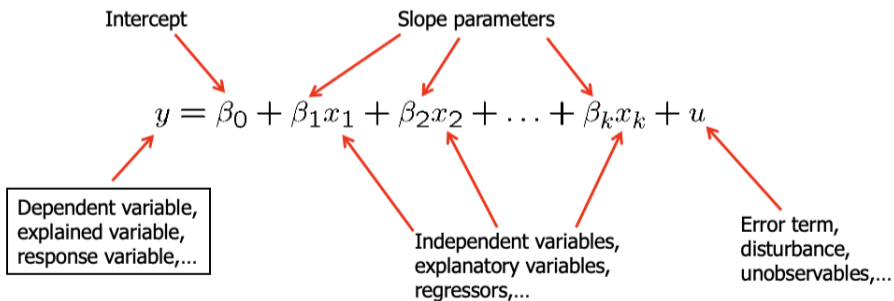 Intercept
Slope parameters
y = β₀ + β₁x₁ + β₂x₂ + . . . + βₖxₖ + u
Dependent variable,
explained variable,
response variable,...
Independent variables,
explanatory variables,
regressors,...
Error term,
disturbance,
unobservables,...